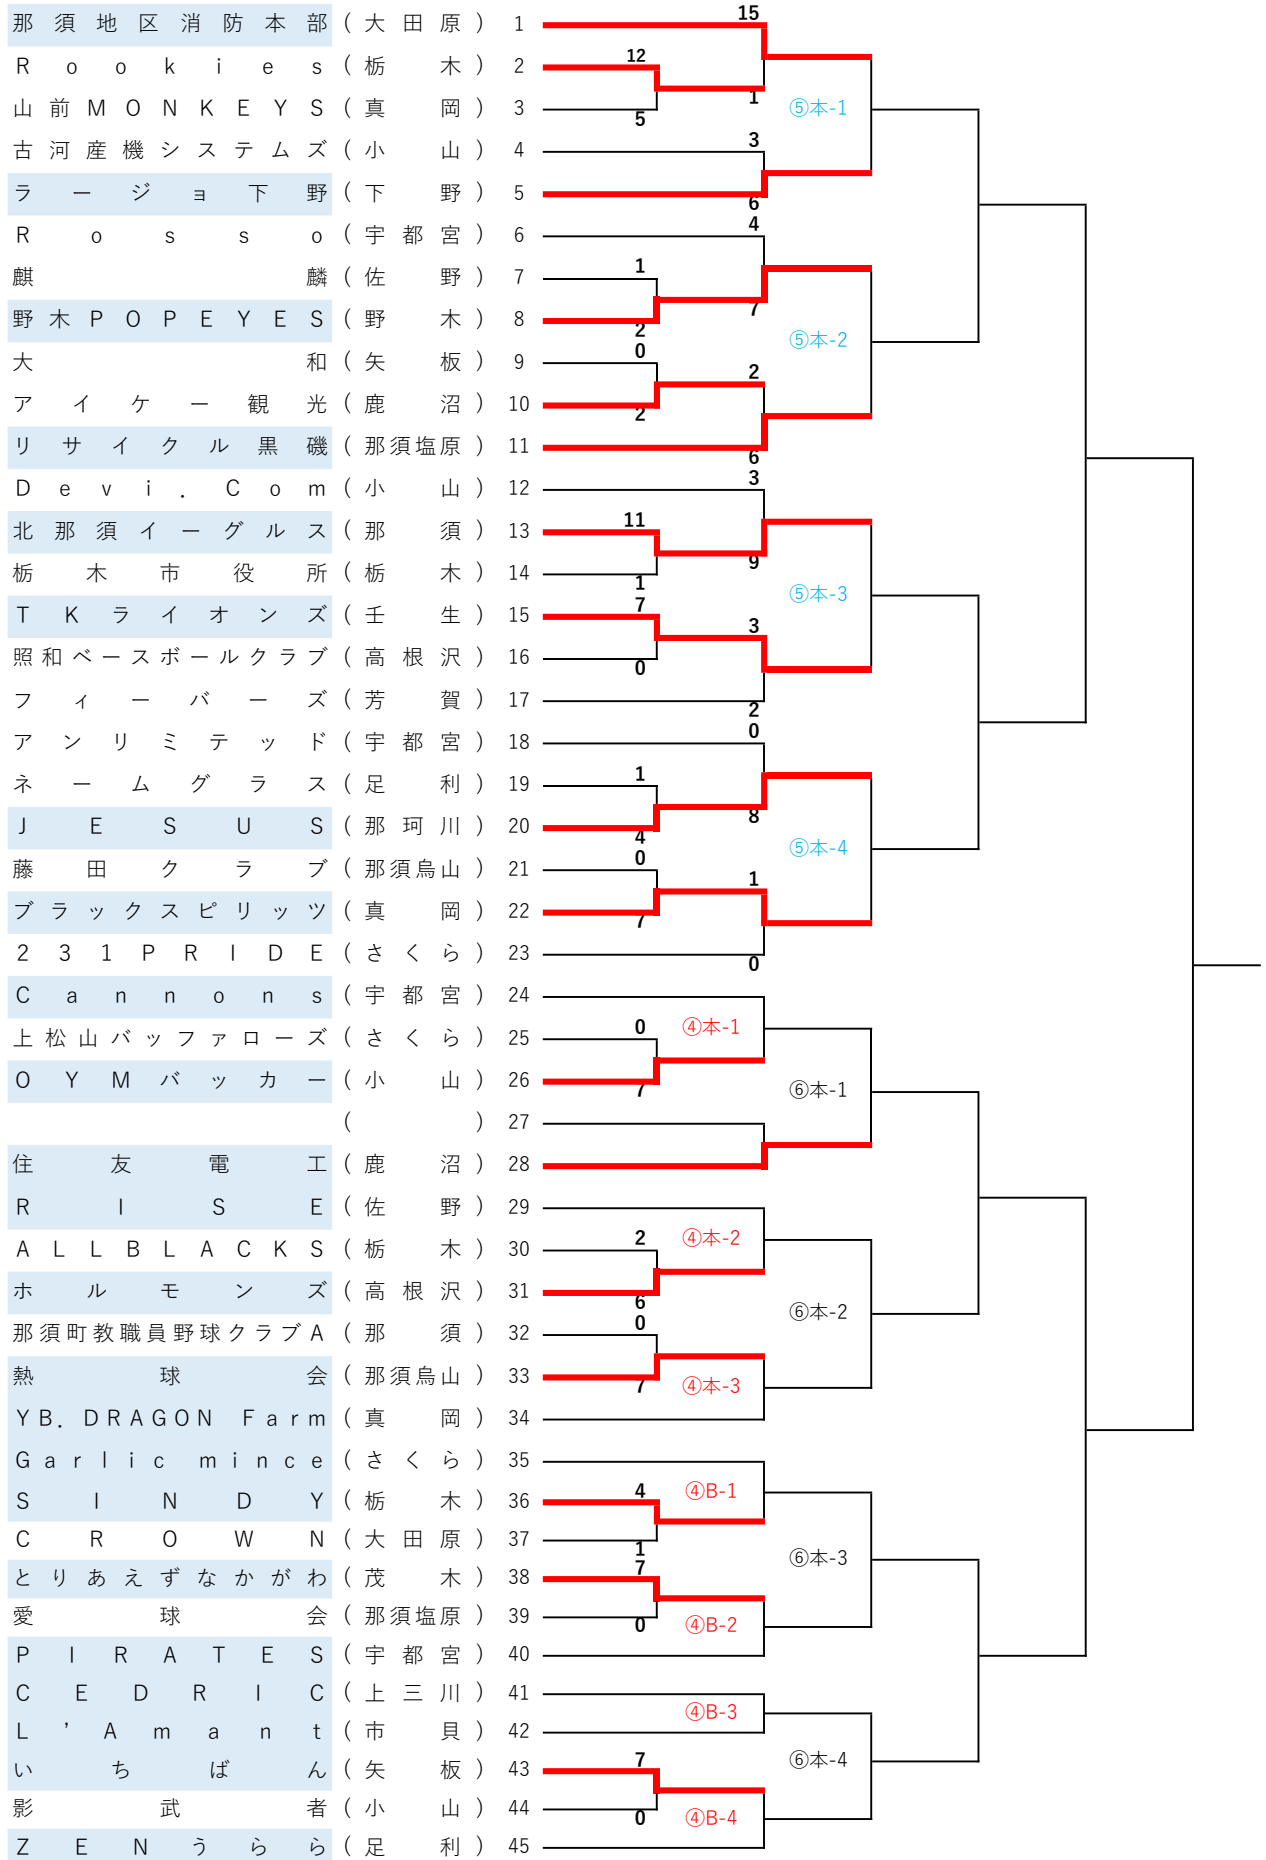 那須地区消防本部 (大田原) 1 15
Rookies (栃木) 2 12
山前MONKEYS (真岡) 3 5 1 ⑤本-1
古河産機システムズ (小山) 4 3
ラージョ下野 (下野) 5 6
Rosso (宇都宮) 6 4
麒麟 (佐野) 7 1
野木POPEYES (野木) 8 2 7 ⑤本-2
大和 (矢板) 9 0 2
アイケー観光 (鹿沼) 10 2
リサイクル黒磯 (那須塩原) 11 6
Devi.Com (小山) 12 3
北那須イーグルス (那須) 13 11
栃木市役所 (栃木) 14 1 9 ⑤本-3
TKライオンズ (壬生) 15 7 3
照和ベースボールクラブ (高根沢) 16 0
フィーバーズ (芳賀) 17 2
アンリミテッド (宇都宮) 18 0
ネームグラス (足利) 19 1
JESUS (那珂川) 20 4 8 ⑤本-4
藤田クラブ (那須烏山) 21 0 1
ブラックスピリッツ (真岡) 22 7
231PRIDE (さくら) 23 0
Cannons (宇都宮) 24
上松山バッファローズ (さくら) 25 0 ④本-1
OYMバッカー (小山) 26 7 ⑥本-1
( ) 27
住友電工 (鹿沼) 28
RISE (佐野) 29
ALLBLACKS (栃木) 30 2 ④本-2
ホルモンズ (高根沢) 31 6 ⑥本-2
那須町教職員野球クラブA (那須) 32 0
熱球会 (那須烏山) 33 7 ④本-3
YB.DRAGON Farm (真岡) 34
Garlic mince (さくら) 35
SINDY (栃木) 36 4 ④B-1
CROWN (大田原) 37 1 ⑥本-3
とりあえずなかがわ (茂木) 38 7
愛球会 (那須塩原) 39 0 ④B-2
PIRATES (宇都宮) 40
CEDRIC (上三川) 41 ④B-3
L'Amant (市貝) 42
いちばん (矢板) 43 7 ⑥本-4
影武者 (小山) 44 0 ④B-4
ZENうらら (足利) 45